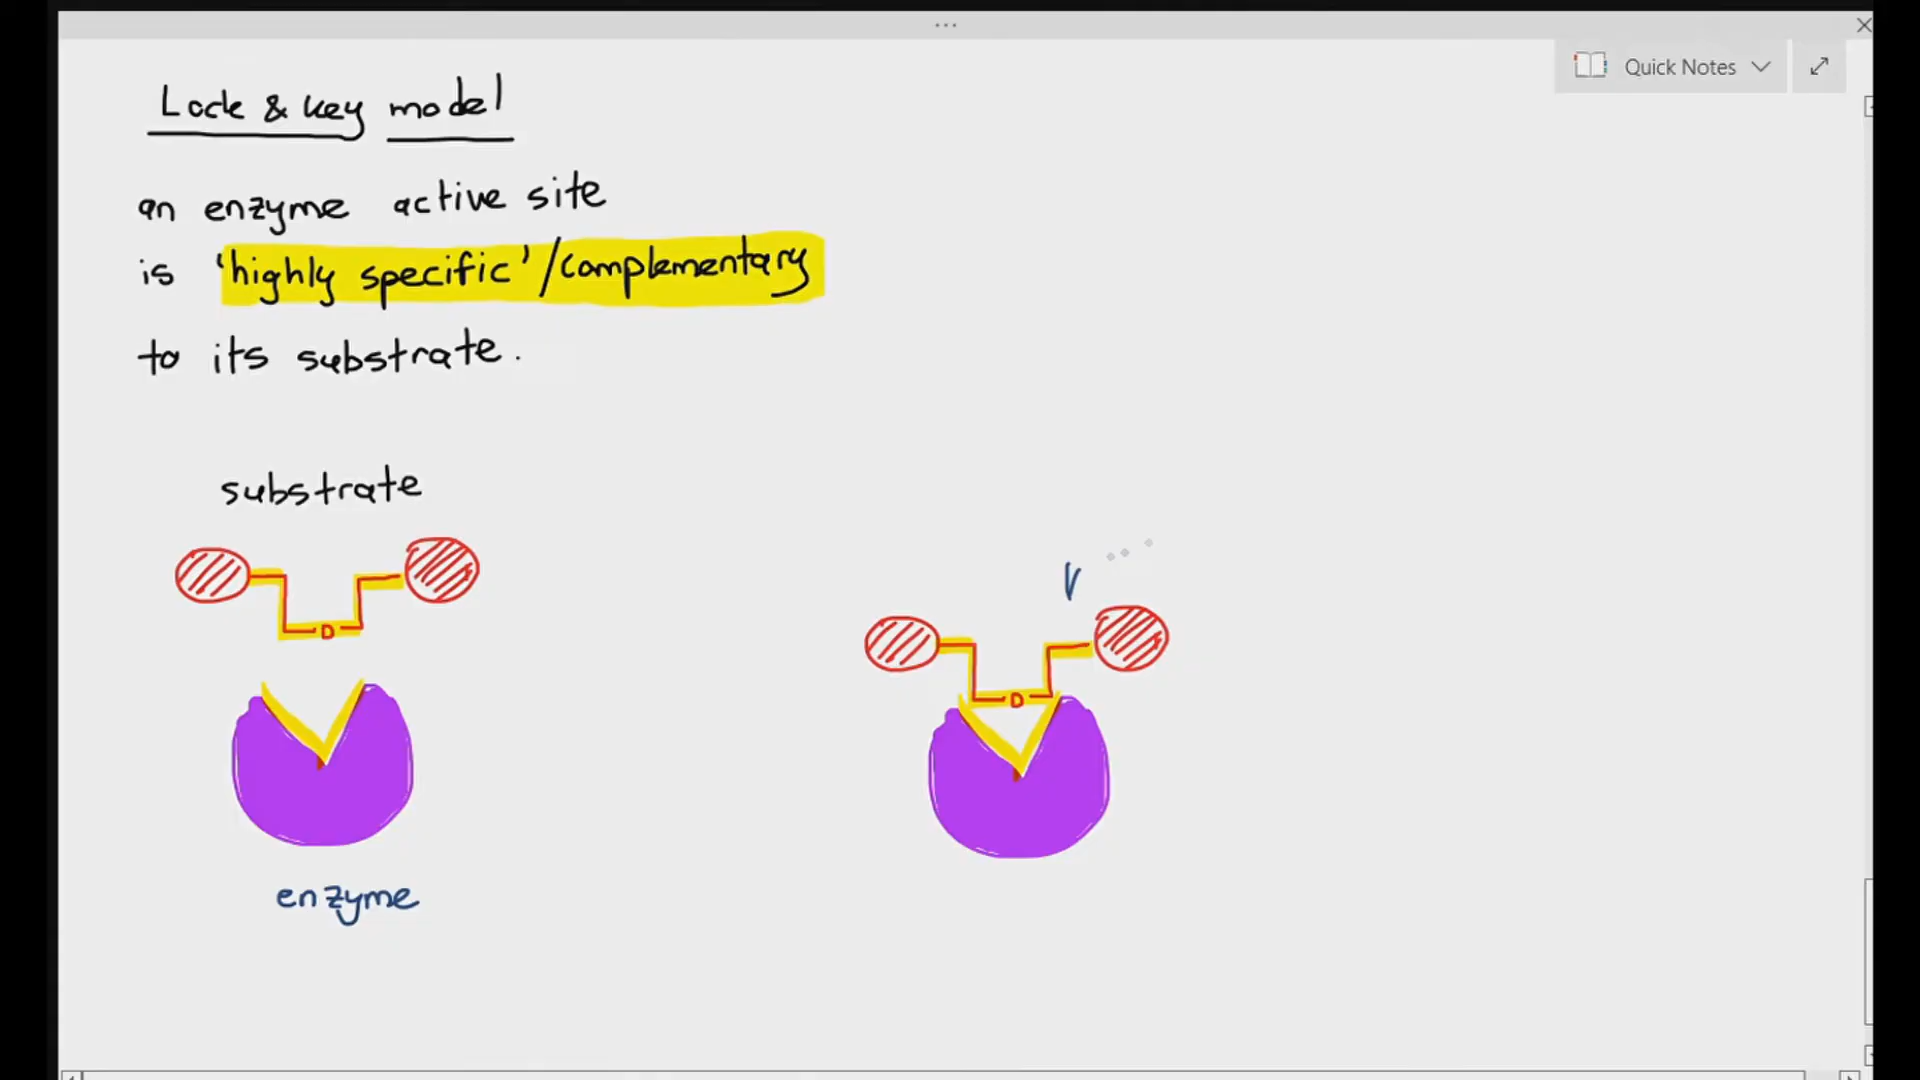 Quick Notes
Lock & key model
an enzyme active site
is 'highly specific'/complementary
to its substrate.
substrate
D
D
enzyme